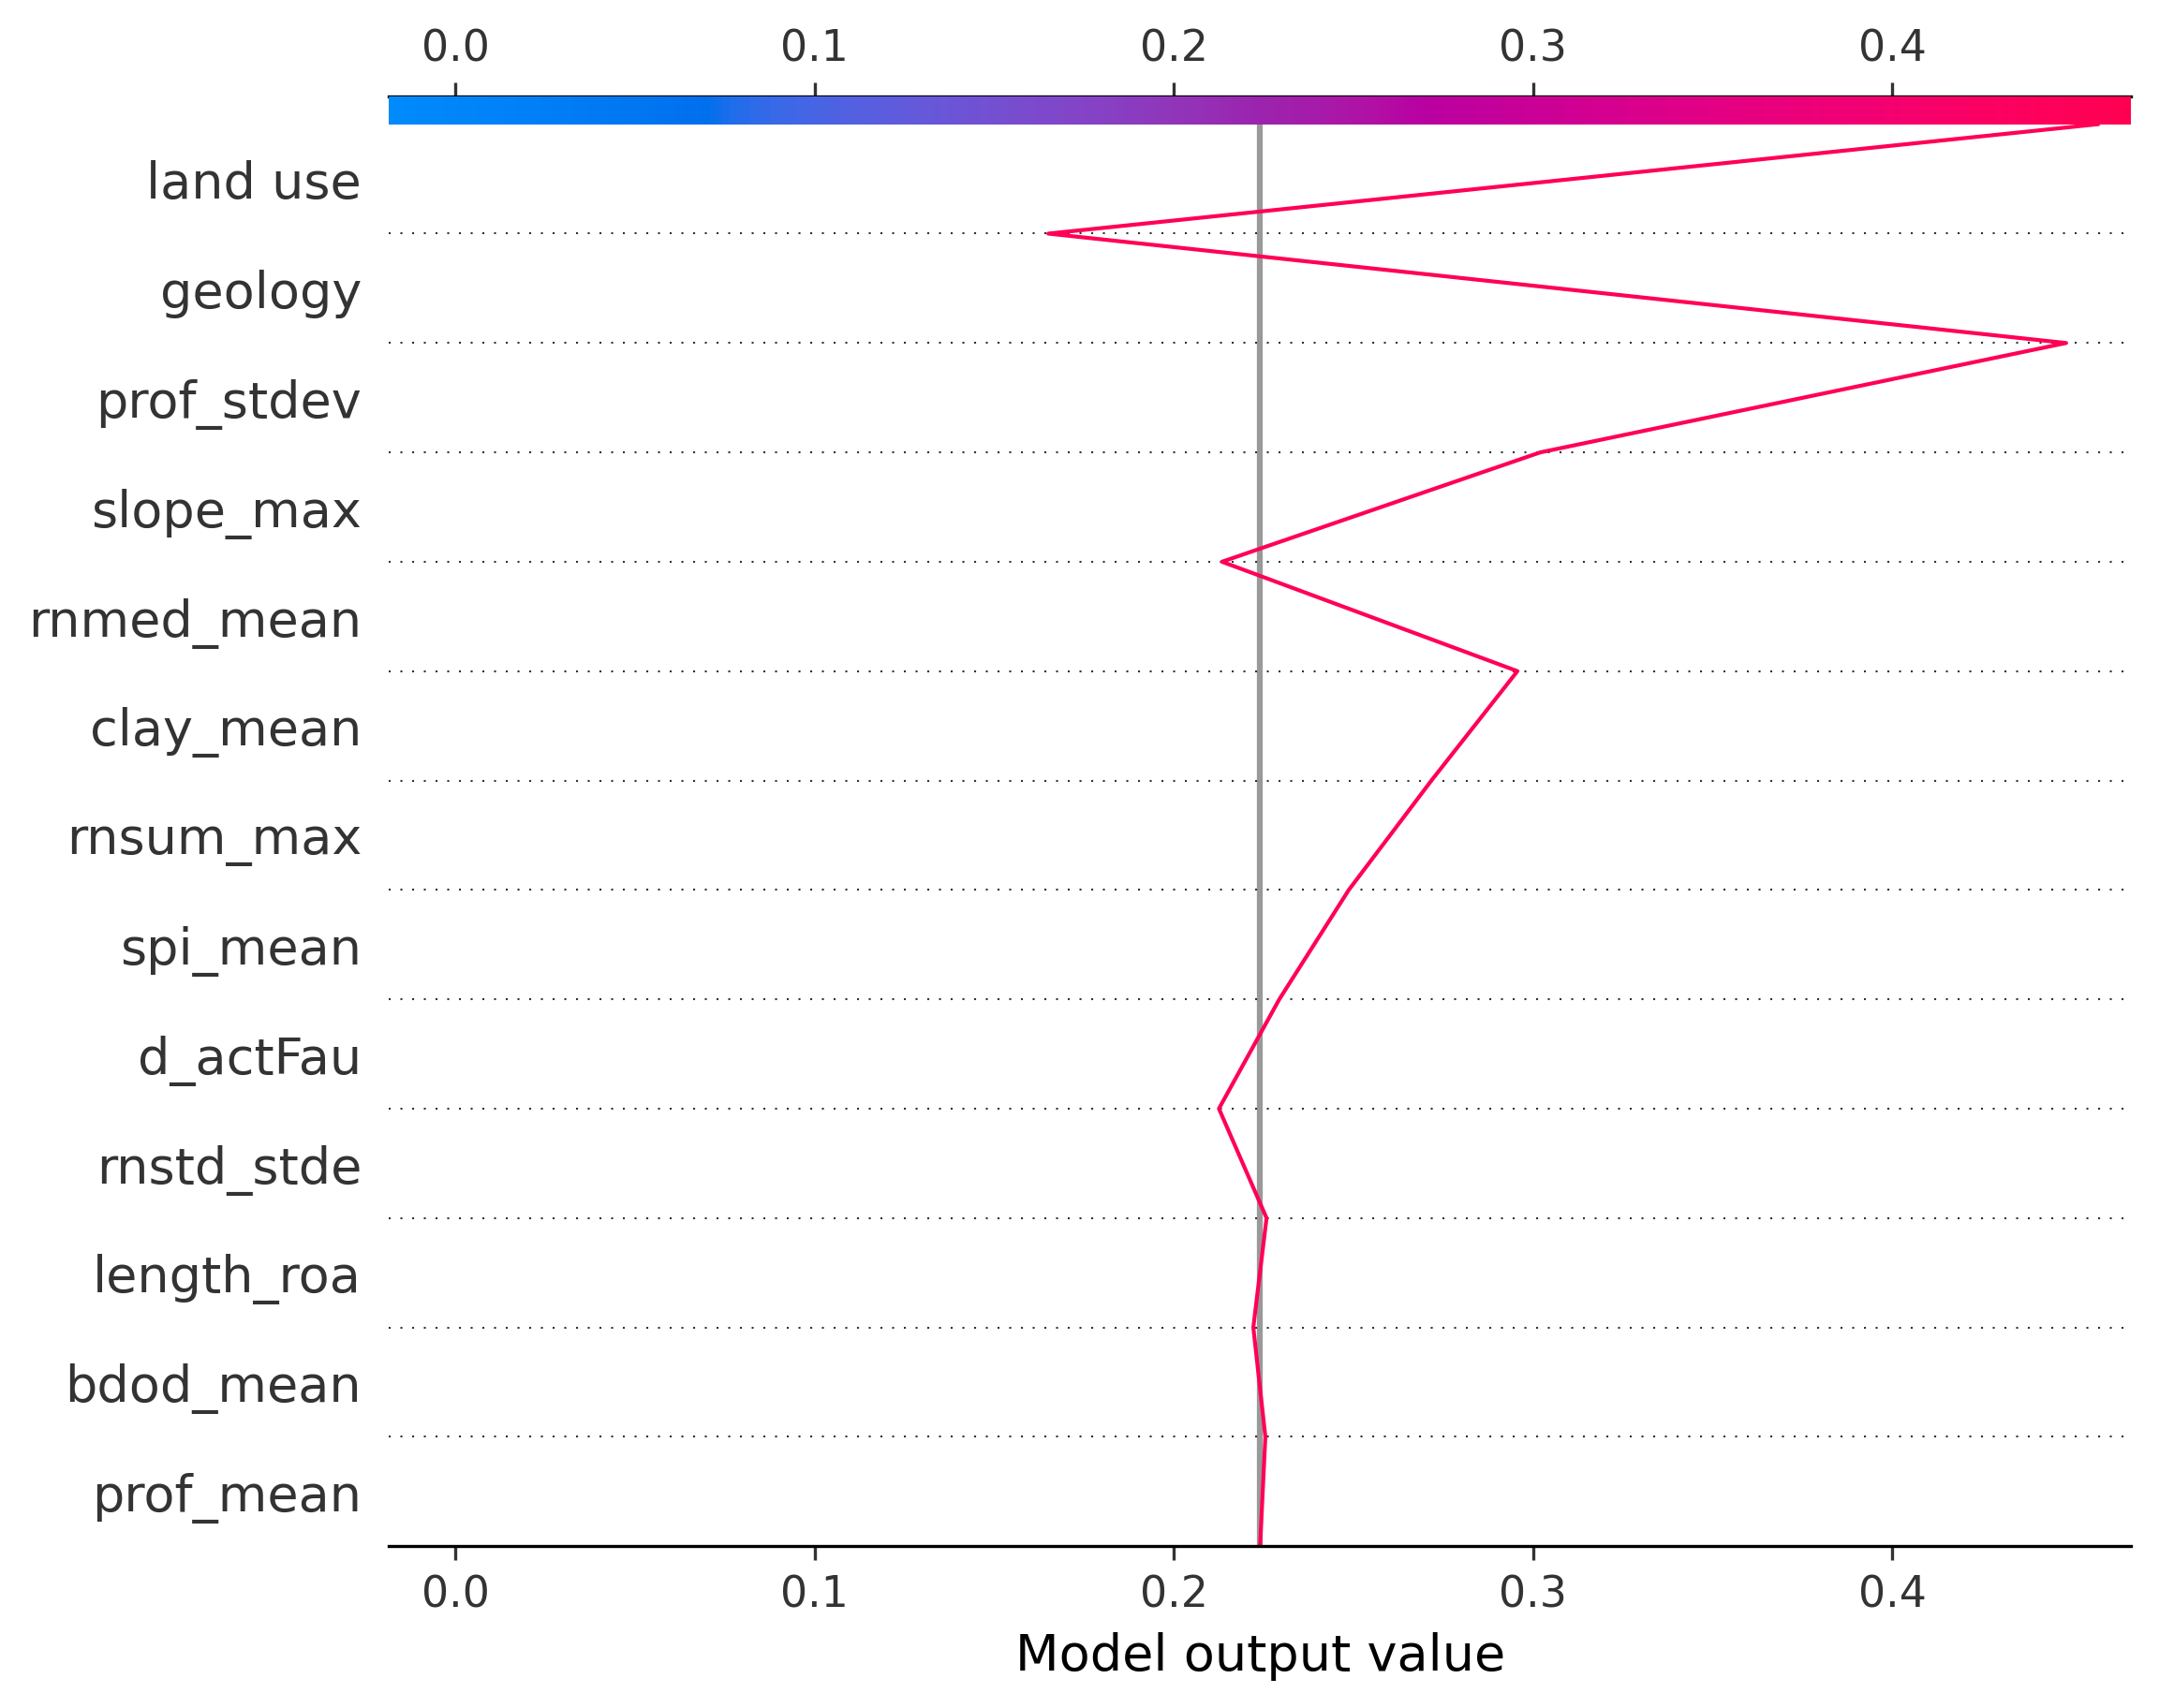 0.0 0.1 0.2 0.3 0.4
land use
geology
prof_stdev
slope_max
rnmed_mean
clay_mean
rnsum_max
spi_mean
d_actFau
rnstd_stde
length_roa
bdod_mean
prof_mean
0.0 0.1 0.2 0.3 0.4
Model output value